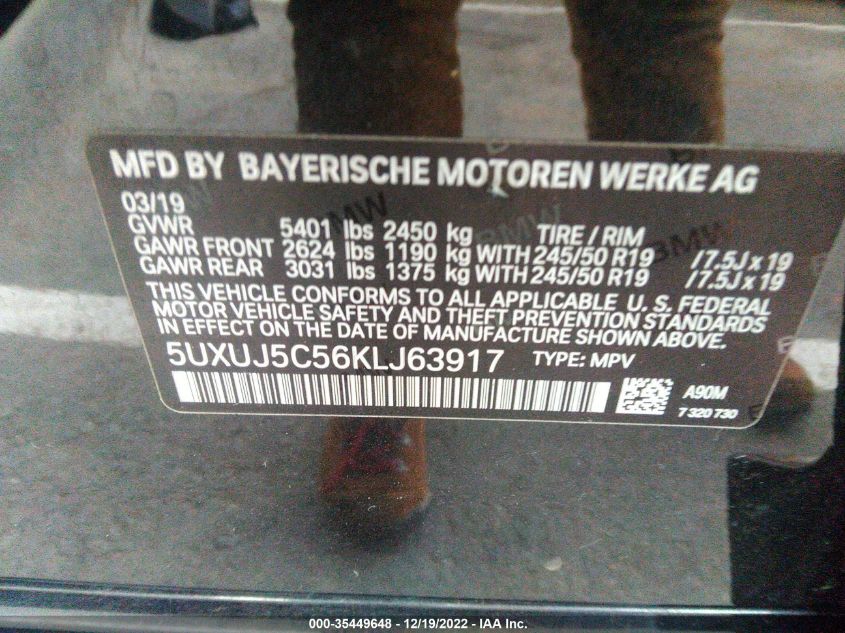 MFD BY BAYERISCHE MOTOREN WERKE AG
03/19
GVWR 5401 lbs 2450 kg TIRE / RIM
GAWR FRONT 2624 lbs 1190 kg WITH 245/50 R19 / 7.5J x 19
GAWR REAR 3031 lbs 1375 kg WITH 245/50 R19 / 7.5J x 19
THIS VEHICLE CONFORMS TO ALL APPLICABLE U. S. FEDERAL
MOTOR VEHICLE SAFETY AND THEFT PREVENTION STANDARDS
IN EFFECT ON THE DATE OF MANUFACTURE SHOWN ABOVE.
5UXUJ5C56KLJ63917 TYPE: MPV
A90M
7 320 730
BMW BMW BMW
000-35449648 - 12/19/2022 - IAA Inc.